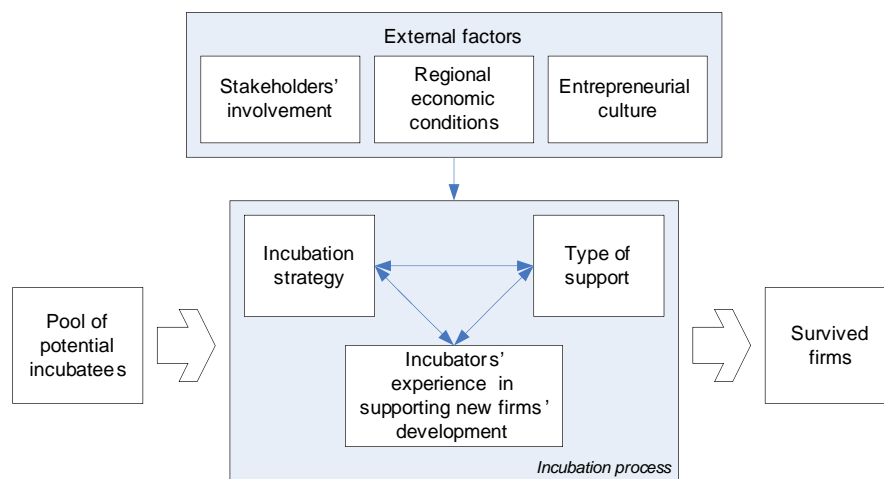 External factors
Stakeholders’
involvement
Regional
economic
conditions
Entrepreneurial
culture
Incubation
strategy
Type of
support
Pool of
potential
incubatees
Incubators’
experience in
supporting new firms’
development
Survived
firms
Incubation process